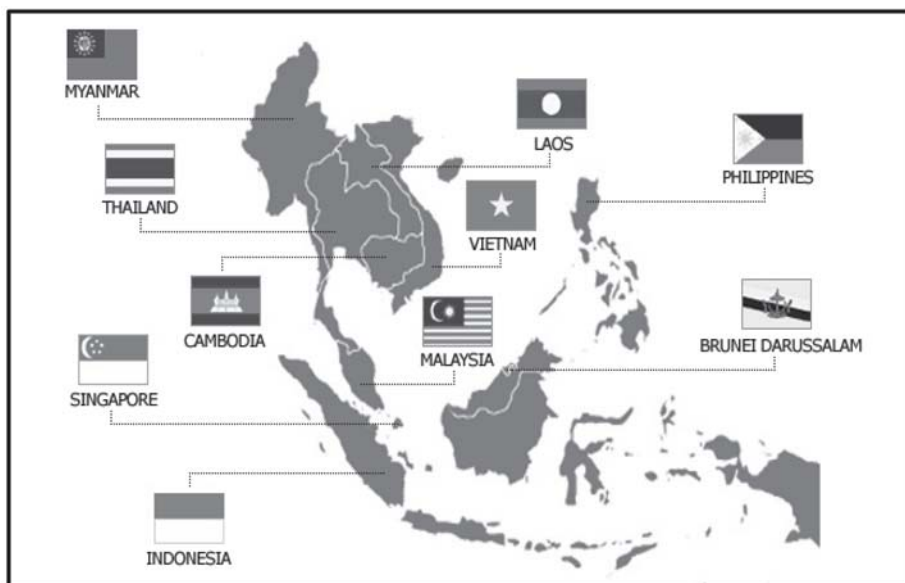 MYANMAR
LAOS
PHILIPPINES
THAILAND
VIETNAM
CAMBODIA
MALAYSIA
BRUNEI DARUSSALAM
SINGAPORE
INDONESIA